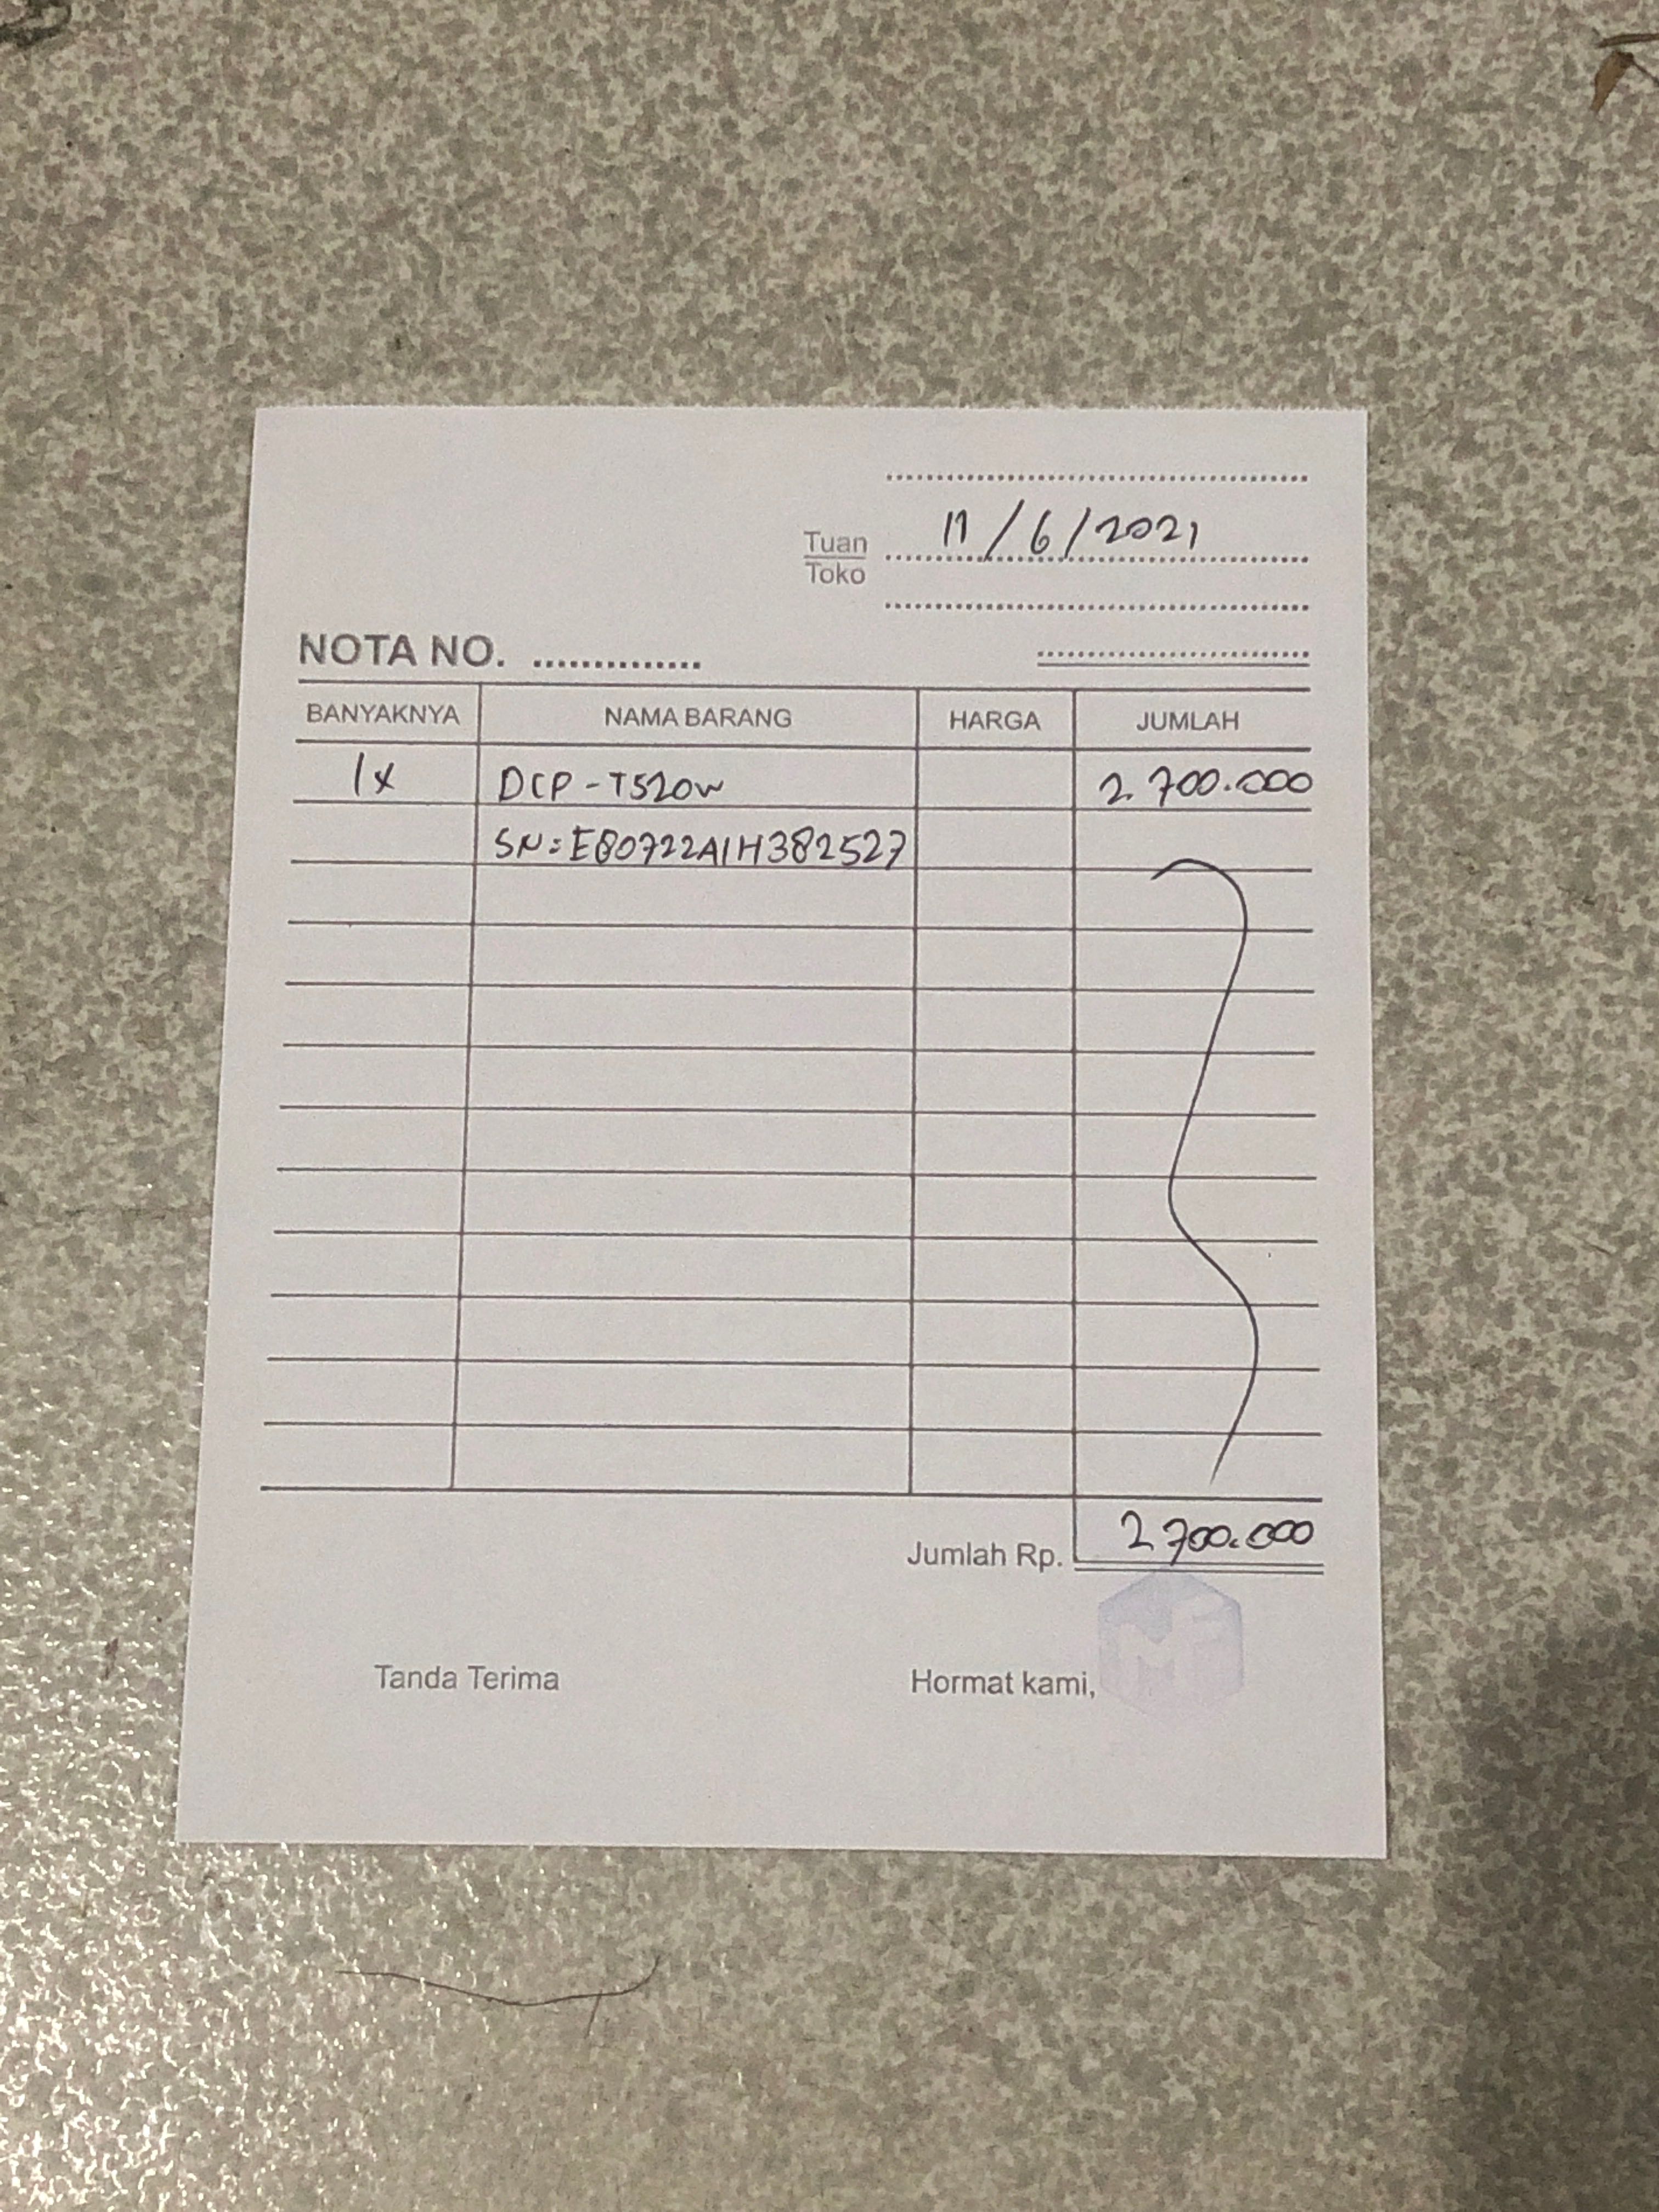 11/6/2021
Tuan
Toko
NOTA NO.
BANYAKNYA NAMA BARANG HARGA JUMLAH
1x DCP-T520W 2.700.000
SN: E80722A1H382527
Jumlah Rp. 2.700.000
Tanda Terima Hormat kami,